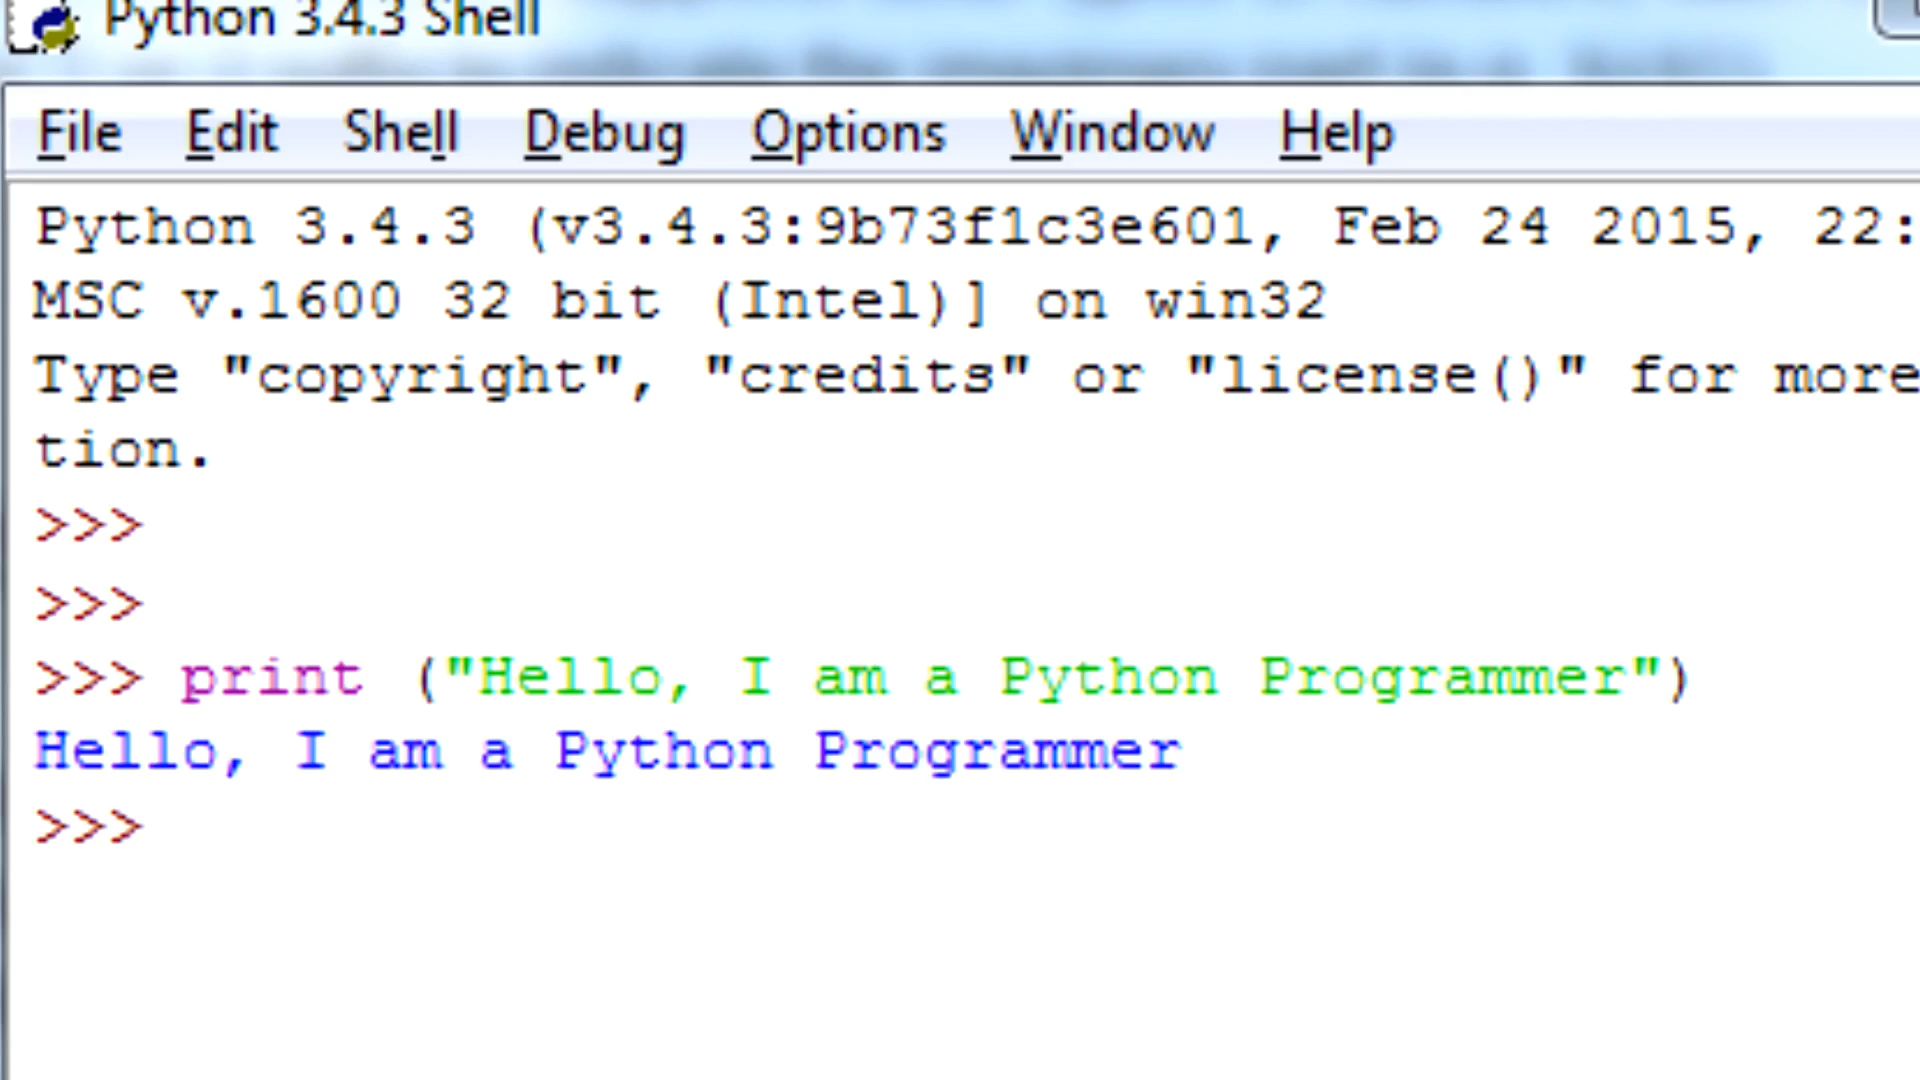 Python 3.4.3 Shell
File Edit Shell Debug Options Window Help
Python 3.4.3 (v3.4.3:9b73f1c3e601, Feb 24 2015, 22:
MSC v.1600 32 bit (Intel)] on win32
Type "copyright", "credits" or "license()" for more
tion.
>>>
>>>
>>> print ("Hello, I am a Python Programmer")
Hello, I am a Python Programmer
>>>